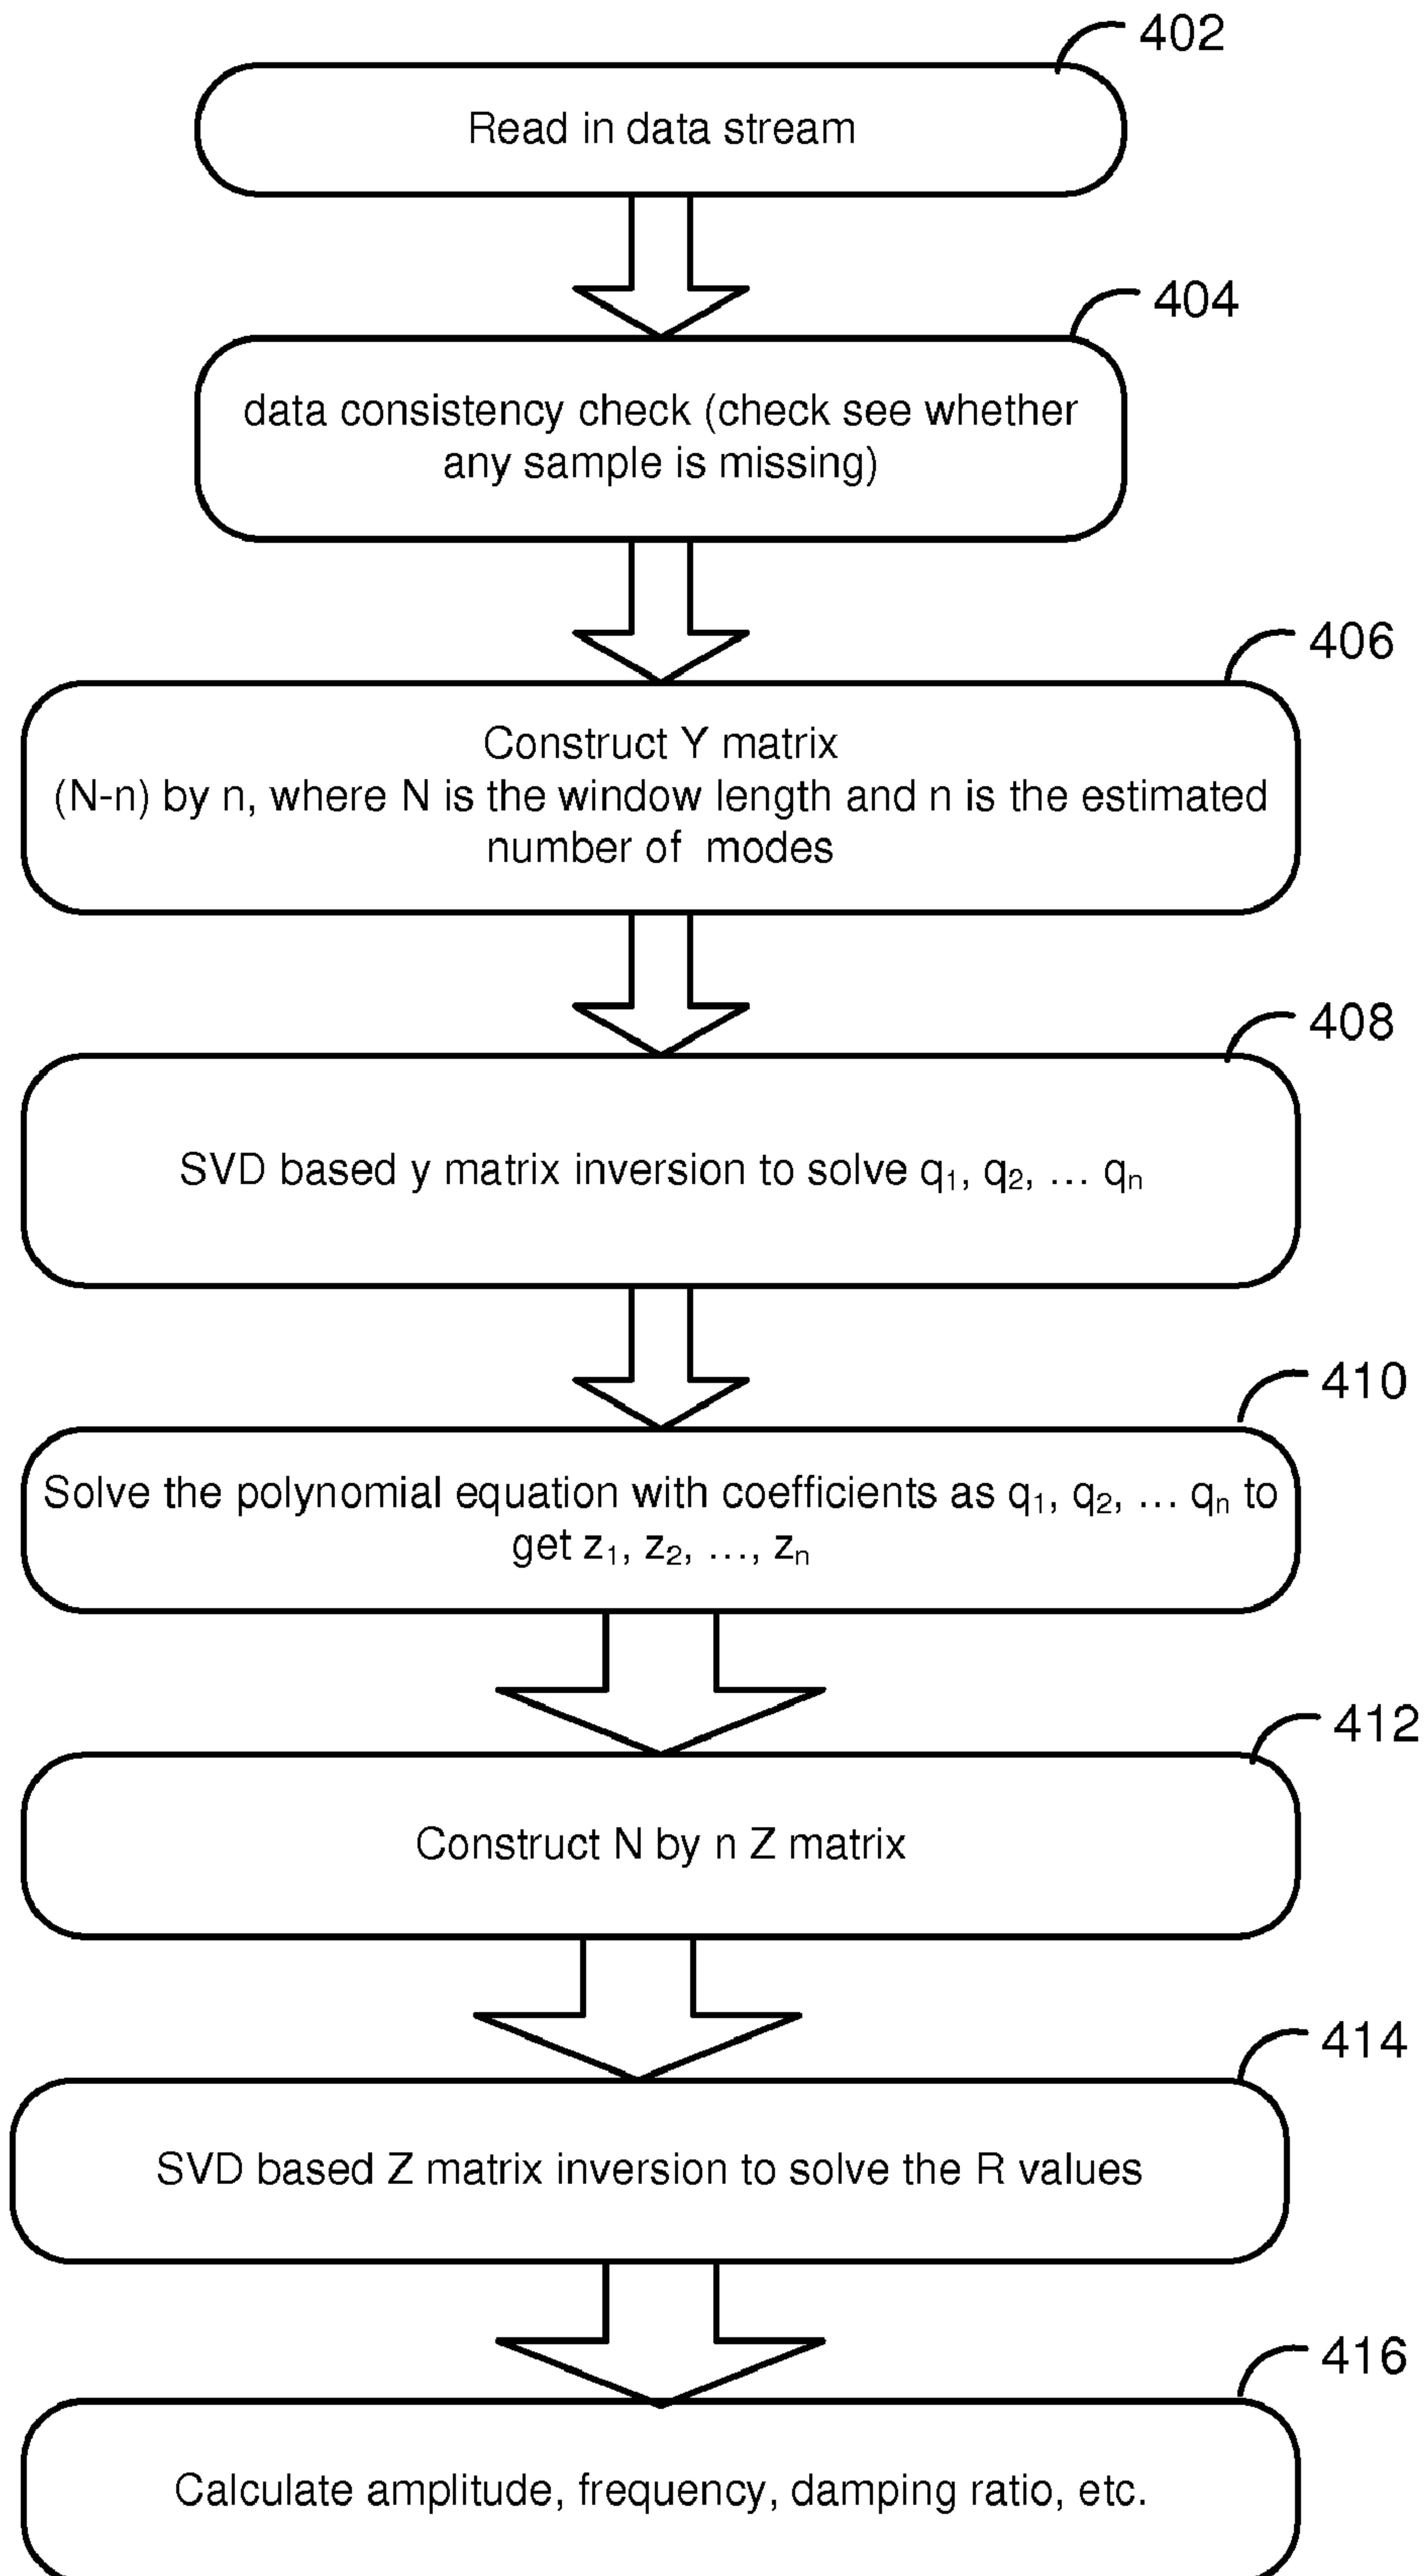 402
Read in data stream
404
data consistency check (check see whether
any sample is missing)
406
Construct Y matrix
(N-n) by n, where N is the window length and n is the estimated
number of modes
408
SVD based y matrix inversion to solve q₁, q₂, ... qₙ
410
Solve the polynomial equation with coefficients as q₁, q₂, ... qₙ to
get z₁, z₂, ..., zₙ
412
Construct N by n Z matrix
414
SVD based Z matrix inversion to solve the R values
416
Calculate amplitude, frequency, damping ratio, etc.